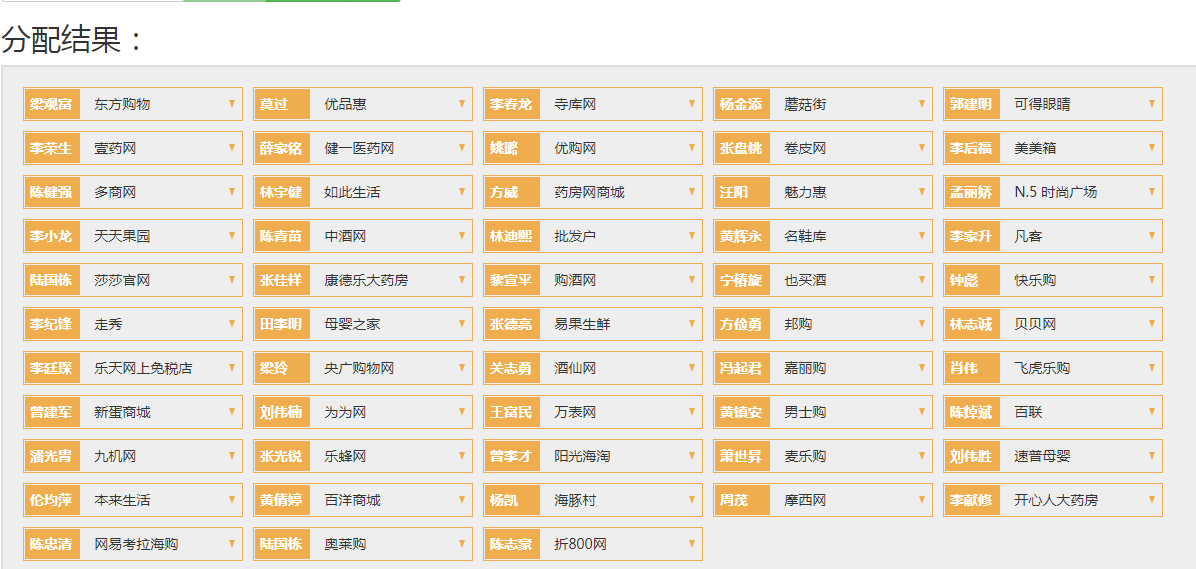 分配结果：
梁观富 东方购物 莫过 优品惠 李春龙 寺库网 杨金添 蘑菇街 郭建明 可得眼睛
李荣生 壹药网 薛家铭 健一医药网 姚璐 优购网 张盘桃 卷皮网 李后福 美美箱
陈健强 多商网 林宇健 如此生活 方威 药房网商城 汪阳 魅力惠 孟丽娇 N.5 时尚广场
李小龙 天天果园 陈青苗 中酒网 林迪熙 批发户 黄辉永 名鞋库 李家升 凡客
陆国栋 莎莎官网 张佳祥 康德乐大药房 黎宣平 购酒网 宁椿旋 也买酒 钟彪 快乐购
李纪锋 走秀 田李明 母婴之家 张德亮 易果生鲜 方俭勇 邦购 林志诚 贝贝网
李廷琛 乐天网上免税店 梁玲 央广购物网 关志勇 酒仙网 冯起君 嘉丽购 肖伟 飞虎乐购
曾建军 新蛋商城 刘伟楠 为为网 王富民 万表网 黄镇安 男士购 陈焯斌 百联
潘光胄 九机网 张光锐 乐蜂网 曾李才 阳光海淘 萧世昇 麦乐购 刘伟胜 速普母婴
伦均萍 本来生活 黄倩婷 百洋商城 杨凯 海豚村 周茂 摩西网 李献修 开心人大药房
陈忠清 网易考拉海购 陆国栋 奥莱购 陈志家 折800网